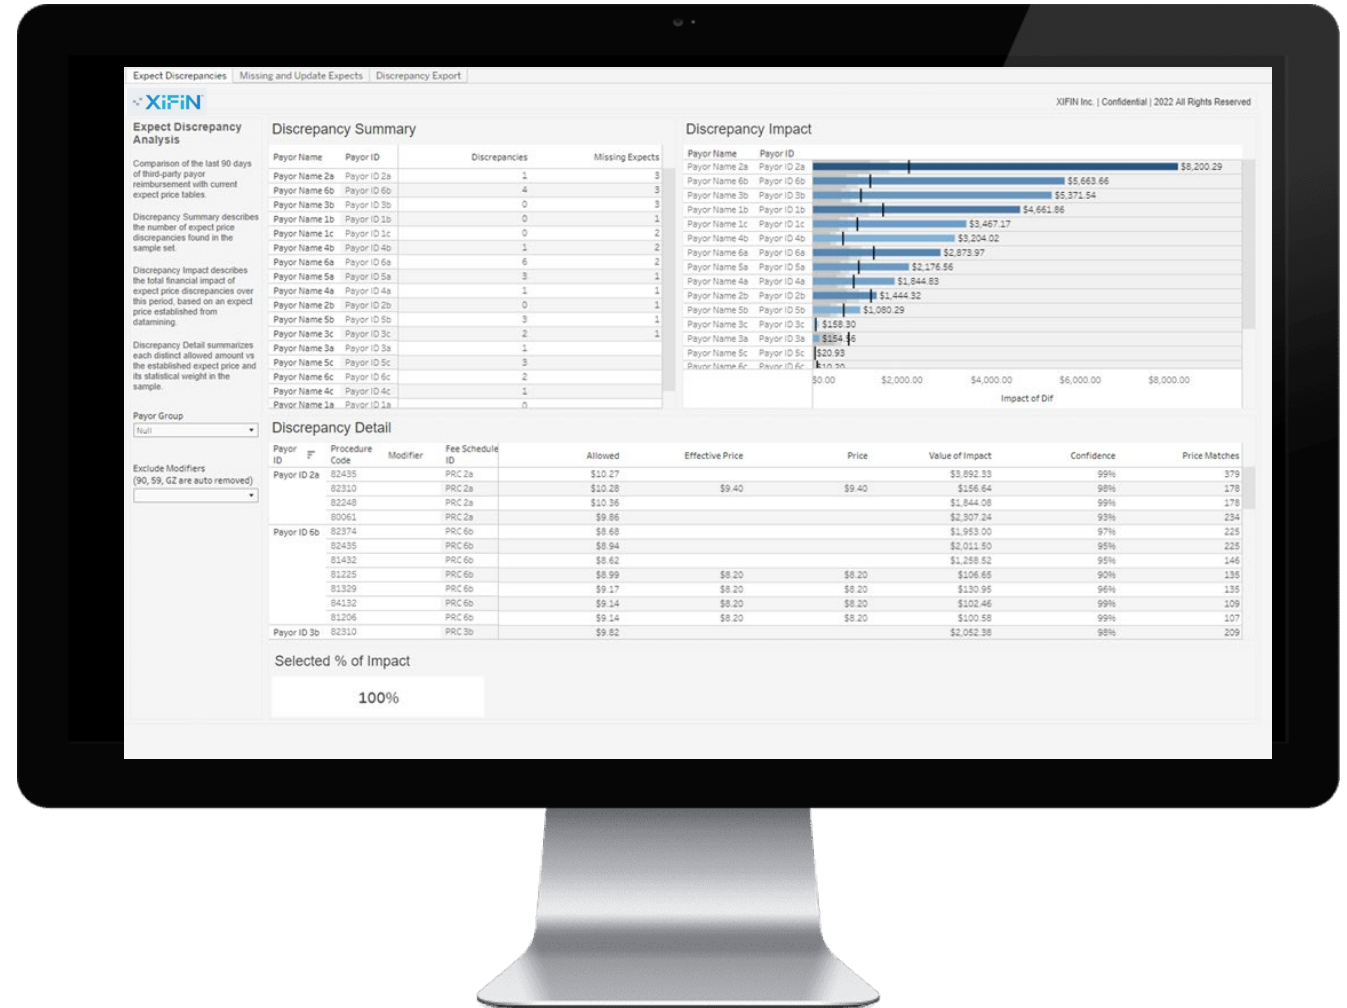 Expect Discrepancies Missing and Update Expects Discrepancy Export
XiFiN
XIFIN Inc. | Confidential | 2022 All Rights Reserved
Expect Discrepancy
Analysis
Comparison of the last 90 days
of third-party payor
reimbursement with current
expect price tables.
Discrepancy Summary describes
the number of expect price
discrepancies found in the
sample set.
Discrepancy Impact describes
the total financial impact of
expect price discrepancies over
this period, based on an expect
price established from
datamining.
Discrepancy Detail summarizes
each distinct allowed amount vs
the established expect price and
its statistical weight in the
sample.
Payor Group
Null
Exclude Modifiers
(90, 59, GZ are auto removed)
Discrepancy Summary
Payor Name Payor ID Discrepancies Missing Expects
Payor Name 2a Payor ID 2a 1 3
Payor Name 6b Payor ID 6b 4 3
Payor Name 3b Payor ID 3b 0 3
Payor Name 1b Payor ID 1b 0 1
Payor Name 1c Payor ID 1c 0 2
Payor Name 4b Payor ID 4b 1 2
Payor Name 6a Payor ID 6a 6 2
Payor Name 5a Payor ID 5a 3 1
Payor Name 4a Payor ID 4a 1 1
Payor Name 2b Payor ID 2b 0 1
Payor Name 5b Payor ID 5b 3 1
Payor Name 3c Payor ID 3c 2 1
Payor Name 3a Payor ID 3a 1
Payor Name 5c Payor ID 5c 3
Payor Name 6c Payor ID 6c 2
Payor Name 4c Payor ID 4c 1
Payor Name 1a Payor ID 1a 0
Discrepancy Impact
Payor Name Payor ID
Payor Name 2a Payor ID 2a $8,200.29
Payor Name 6b Payor ID 6b $5,663.66
Payor Name 3b Payor ID 3b $5,371.54
Payor Name 1b Payor ID 1b $4,661.86
Payor Name 1c Payor ID 1c $3,467.17
Payor Name 4b Payor ID 4b $3,204.02
Payor Name 6a Payor ID 6a $2,873.97
Payor Name 5a Payor ID 5a $2,176.56
Payor Name 4a Payor ID 4a $1,844.83
Payor Name 2b Payor ID 2b $1,444.32
Payor Name 5b Payor ID 5b $1,080.29
Payor Name 3c Payor ID 3c $158.30
Payor Name 3a Payor ID 3a $154.56
Payor Name 5c Payor ID 5c $20.93
Payor Name 6c Payor ID 6c $10.20
$0.00 $2,000.00 $4,000.00 $6,000.00 $8,000.00
Impact of Dif
Discrepancy Detail
Payor ID Procedure Code Modifier Fee Schedule ID Allowed Effective Price Price Value of Impact Confidence Price Matches
Payor ID 2a 82435 PRC 2a $10.27 $3,892.33 99% 379
82310 PRC 2a $10.28 $9.40 $9.40 $156.64 98% 178
82248 PRC 2a $10.36 $1,844.08 99% 178
80061 PRC 2a $9.86 $2,307.24 93% 234
Payor ID 6b 82374 PRC 6b $8.68 $1,953.00 97% 225
82435 PRC 6b $8.94 $2,011.50 95% 225
81432 PRC 6b $8.62 $1,258.52 95% 146
81225 PRC 6b $8.99 $8.20 $8.20 $106.65 90% 135
81329 PRC 6b $9.17 $8.20 $8.20 $130.95 96% 135
84132 PRC 6b $9.14 $8.20 $8.20 $102.46 99% 109
81206 PRC 6b $9.14 $8.20 $8.20 $100.58 99% 107
Payor ID 3b 82310 PRC 3b $9.82 $2,052.38 98% 209
Selected % of Impact
100%